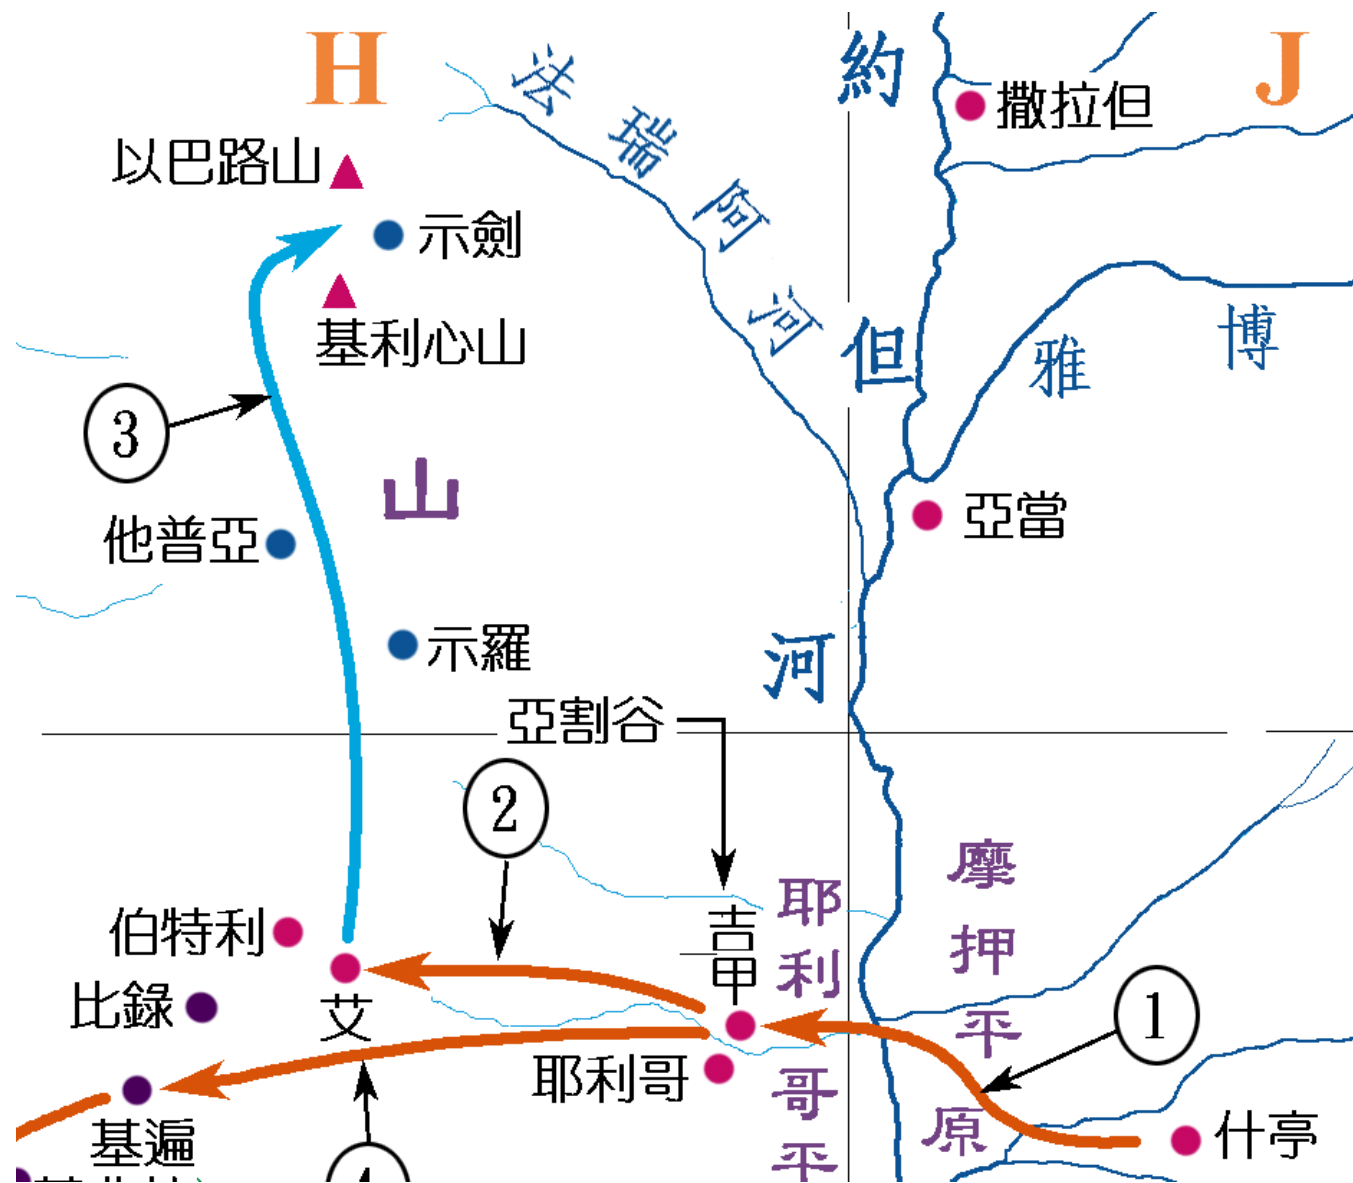 H
J
法瑞阿河
約但河
撒拉但
以巴路山
示劍
基利心山
雅博
3
山
亞當
他普亞
示羅
亞割谷
2
摩押平原
耶利哥平
伯特利
吉甲
比錄
艾
1
耶利哥
什亭
基遍